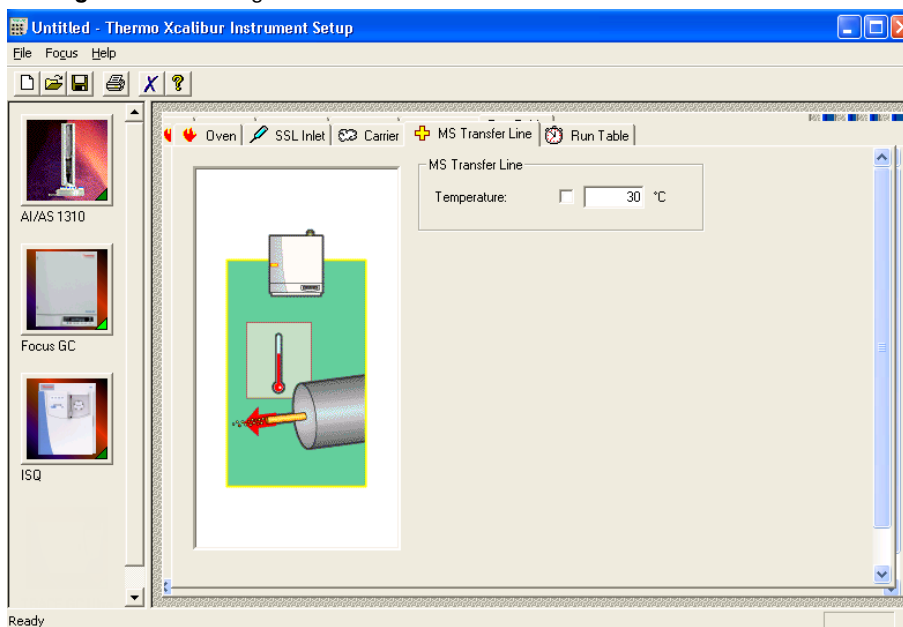 Untitled - Thermo Xcalibur Instrument Setup
File Focus Help
Oven SSL Inlet Carrier MS Transfer Line Run Table
MS Transfer Line
Temperature: 30 °C
AI/AS 1310
Focus GC
ISQ
Ready